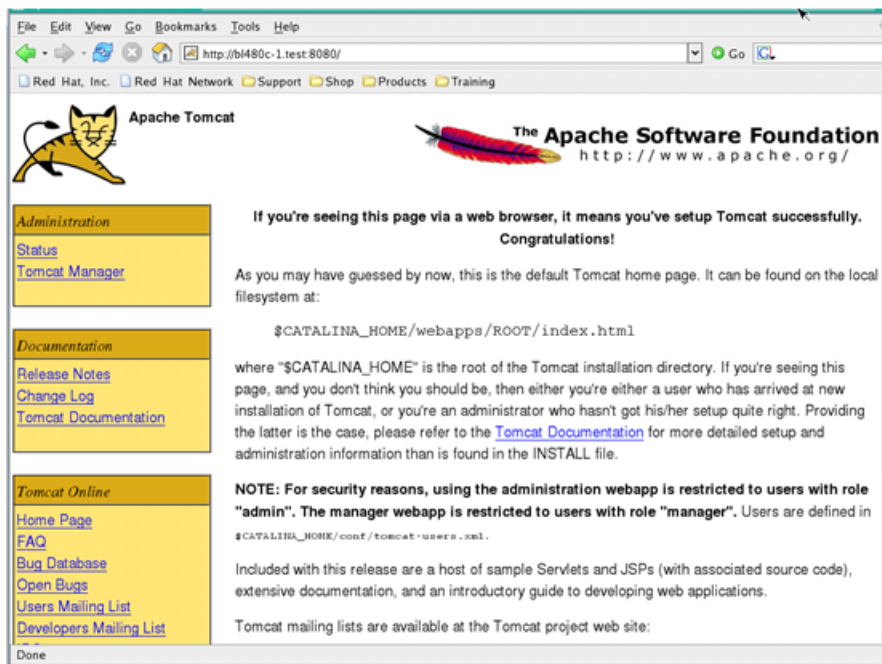 File Edit View Go Bookmarks Tools Help
http://bl480c-1.test:8080/ Go
Red Hat, Inc. Red Hat Network Support Shop Products Training
Apache Tomcat
The Apache Software Foundation
http://www.apache.org/
Administration
Status
Tomcat Manager
Documentation
Release Notes
Change Log
Tomcat Documentation
Tomcat Online
Home Page
FAQ
Bug Database
Open Bugs
Users Mailing List
Developers Mailing List
If you're seeing this page via a web browser, it means you've setup Tomcat successfully.
Congratulations!
As you may have guessed by now, this is the default Tomcat home page. It can be found on the local
filesystem at:
$CATALINA_HOME/webapps/ROOT/index.html
where "$CATALINA_HOME" is the root of the Tomcat installation directory. If you're seeing this
page, and you don't think you should be, then either you're either a user who has arrived at new
installation of Tomcat, or you're an administrator who hasn't got his/her setup quite right. Providing
the latter is the case, please refer to the Tomcat Documentation for more detailed setup and
administration information than is found in the INSTALL file.
NOTE: For security reasons, using the administration webapp is restricted to users with role
"admin". The manager webapp is restricted to users with role "manager". Users are defined in
$CATALINA_HOME/conf/tomcat-users.xml.
Included with this release are a host of sample Servlets and JSPs (with associated source code),
extensive documentation, and an introductory guide to developing web applications.
Tomcat mailing lists are available at the Tomcat project web site:
Done